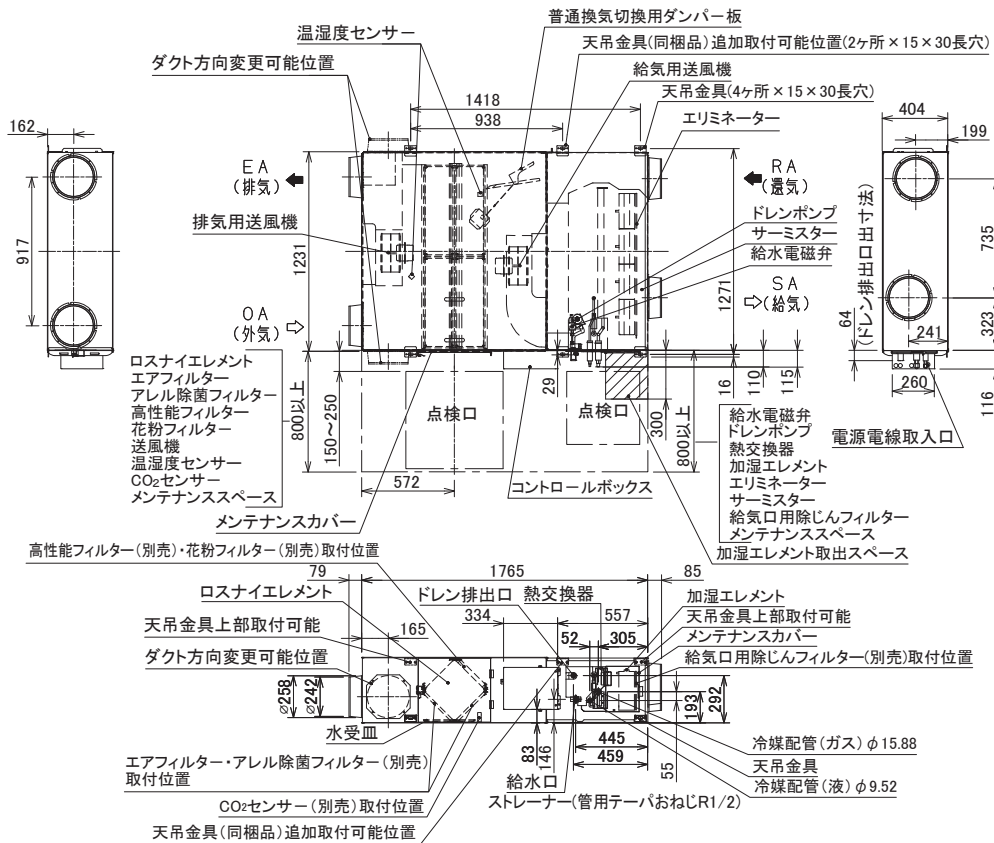 普通換気切換用ダンパー板
温湿度センサー
天吊金具(同梱品)追加取付可能位置(2ヶ所×15×30長穴)
ダクト方向変更可能位置
給気用送風機
天吊金具(4ヶ所×15×30長穴)
エリミネーター
1418
938
162
404
199
EA
(排気)
RA
(還気)
排気用送風機
ドレンポンプ
サーミスター
給水電磁弁
917
1231
1271
SA
(給気)
OA
(外気)
(ドレン排出口出寸法)
64
735
323
241
260
116
電源電線取入口
ロスナイエレメント
エアフィルター
アレル除菌フィルター
高性能フィルター
花粉フィルター
送風機
温湿度センサー
CO₂センサー
メンテナンススペース
800以上
150～250
点検口
29
点検口
300
16
110
115
800以上
給水電磁弁
ドレンポンプ
熱交換器
加湿エレメント
エリミネーター
サーミスター
給気口用除じんフィルター
メンテナンススペース
572
コントロールボックス
メンテナンスカバー
加湿エレメント取出スペース
高性能フィルター(別売)・花粉フィルター(別売)取付位置
79
1765
85
ロスナイエレメント
ドレン排出口
熱交換器
加湿エレメント
334
557
天吊金具上部取付可能
天吊金具上部取付可能
165
52
305
メンテナンスカバー
ダクト方向変更可能位置
給気口用除じんフィルター(別売)取付位置
⌀258
⌀242
193
292
水受皿
83
146
445
459
55
冷媒配管(ガス)φ15.88
エアフィルター・アレル除菌フィルター(別売)
取付位置
給水口
天吊金具
冷媒配管(液)φ9.52
CO₂センサー(別売)取付位置
ストレーナー(管用テーパおねじR1/2)
天吊金具(同梱品)追加取付可能位置